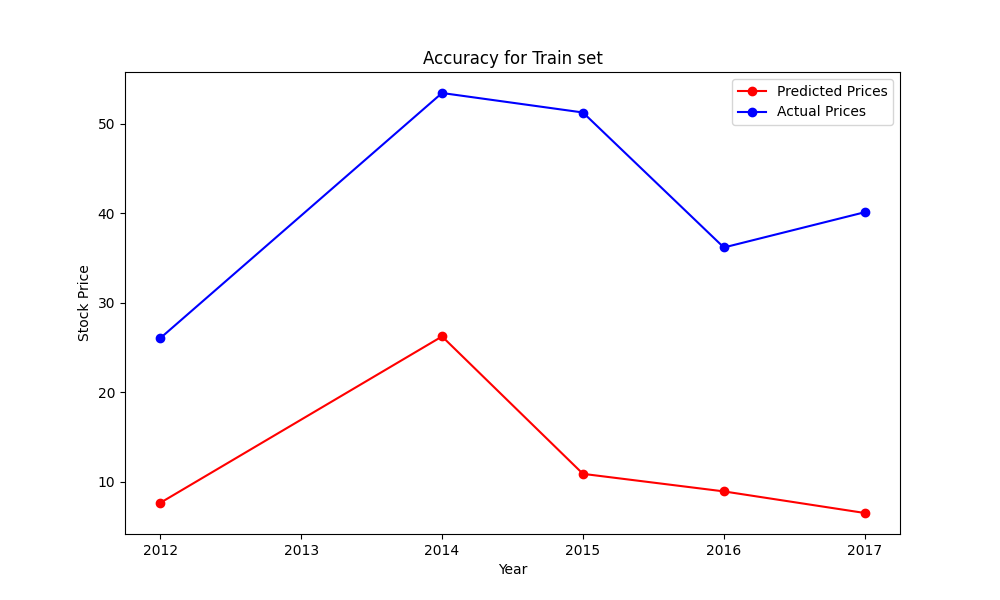 Accuracy for Train set
Predicted Prices
Actual Prices
50
40
30
20
10
Stock Price
2012 2013 2014 2015 2016 2017
Year